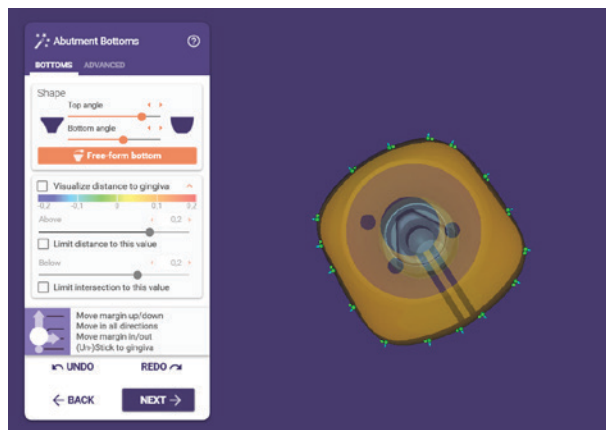 Abutment Bottoms
BOTTOMS ADVANCED
Shape
Top angle
Bottom angle
Free-form bottom
Visualize distance to gingiva
-0,2 -0,1 0 0,1 0,2
Above 0,2
Limit distance to this value
Below 0,2
Limit intersection to this value
Move margin up/down
Move in all directions
Move margin in/out
(Un-)Stick to gingiva
UNDO REDO
BACK NEXT